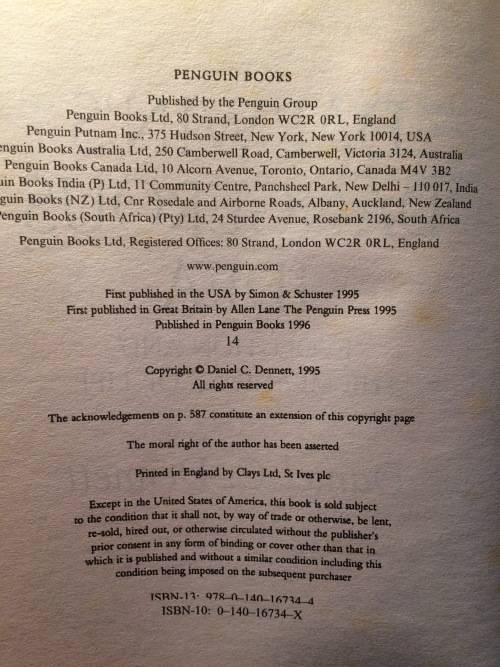 PENGUIN BOOKS
Published by the Penguin Group
Penguin Books Ltd, 80 Strand, London WC2R 0RL, England
Penguin Putnam Inc., 375 Hudson Street, New York, New York 10014, USA
enguin Books Australia Ltd, 250 Camberwell Road, Camberwell, Victoria 3124, Australia
Penguin Books Canada Ltd, 10 Alcorn Avenue, Toronto, Ontario, Canada M4V 3B2
uin Books India (P) Ltd, 11 Community Centre, Panchsheel Park, New Delhi – 110 017, India
guin Books (NZ) Ltd, Cnr Rosedale and Airborne Roads, Albany, Auckland, New Zealand
Penguin Books (South Africa) (Pty) Ltd, 24 Sturdee Avenue, Rosebank 2196, South Africa
Penguin Books Ltd, Registered Offices: 80 Strand, London WC2R 0RL, England
www.penguin.com
First published in the USA by Simon & Schuster 1995
First published in Great Britain by Allen Lane The Penguin Press 1995
Published in Penguin Books 1996
14
Copyright © Daniel C. Dennett, 1995
All rights reserved
The acknowledgements on p. 587 constitute an extension of this copyright page
The moral right of the author has been asserted
Printed in England by Clays Ltd, St Ives plc
Except in the United States of America, this book is sold subject
to the condition that it shall not, by way of trade or otherwise, be lent,
re-sold, hired out, or otherwise circulated without the publisher's
prior consent in any form of binding or cover other than that in
which it is published and without a similar condition including this
condition being imposed on the subsequent purchaser
ISBN-13: 978–0–140–16734–4
ISBN-10: 0–140–16734–X